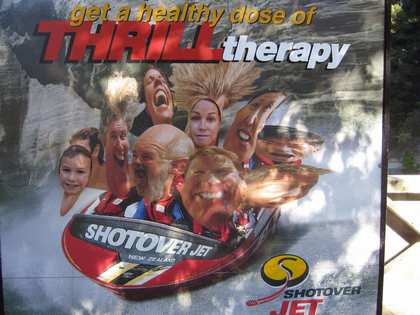 get a healthy dose of
THRILL therapy
SHOTOVER JET
NEW ZEALAND
SHOTOVER
JET